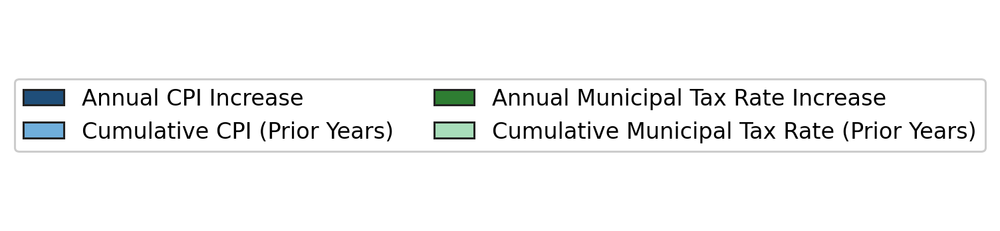 Annual CPI Increase
Cumulative CPI (Prior Years)
Annual Municipal Tax Rate Increase
Cumulative Municipal Tax Rate (Prior Years)